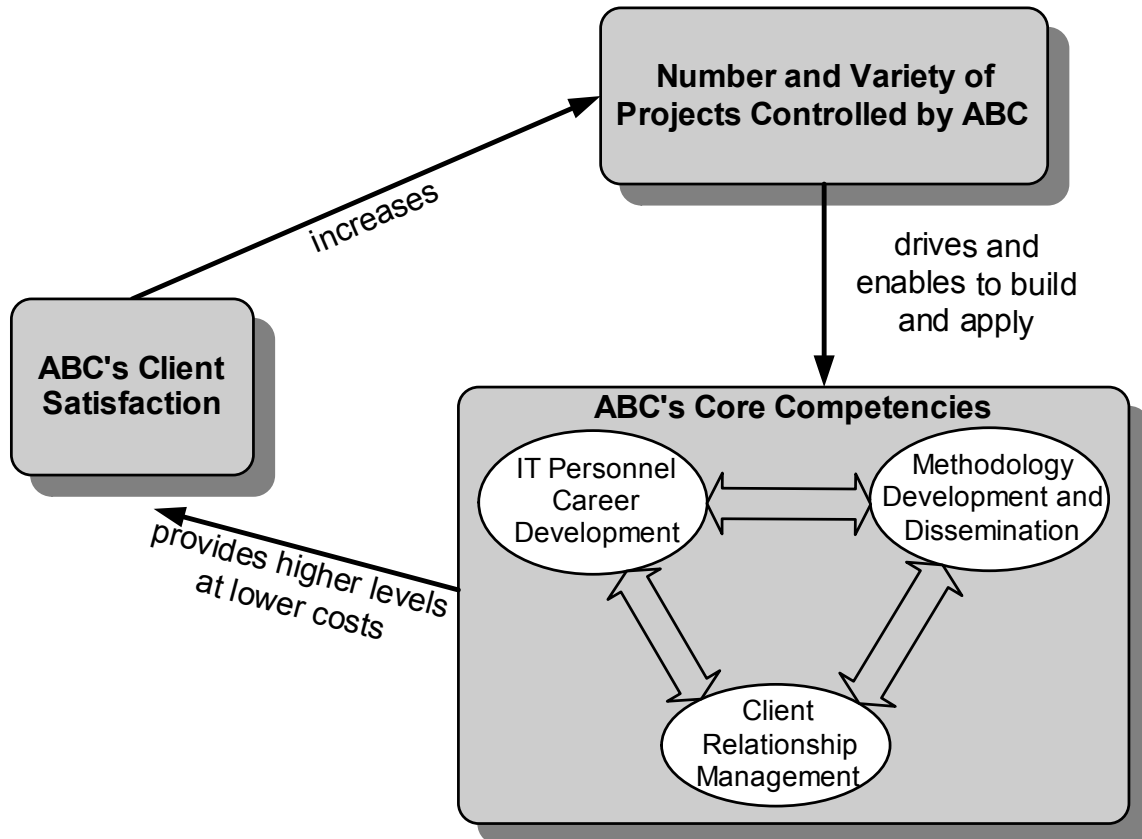 Number and Variety of
Projects Controlled by ABC
increases
drives and
enables to build
and apply
ABC's Client
Satisfaction
ABC's Core Competencies
IT Personnel
Career
Development
Methodology
Development and
Dissemination
provides higher levels
at lower costs
Client
Relationship
Management